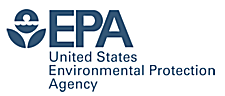 EPA
United States
Environmental Protection
Agency